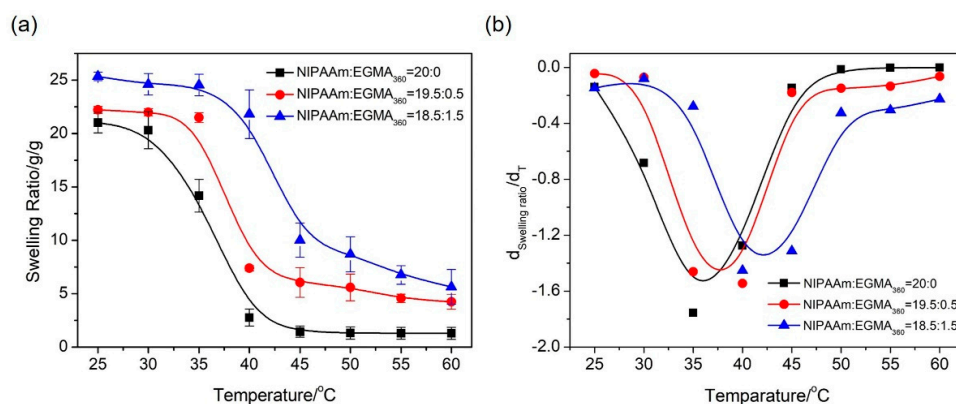 (a)
(b)
25
20
15
10
5
0
Swelling Ratio/g/g
25 30 35 40 45 50 55 60
Temperature/°C
NIPAAm:EGMA360=20:0
NIPAAm:EGMA360=19.5:0.5
NIPAAm:EGMA360=18.5:1.5
0.0
-0.4
-0.8
-1.2
-1.6
-2.0
dSwelling ratio/dT
25 30 35 40 45 50 55 60
Temparature/°C
NIPAAm:EGMA360=20:0
NIPAAm:EGMA360=19.5:0.5
NIPAAm:EGMA360=18.5:1.5